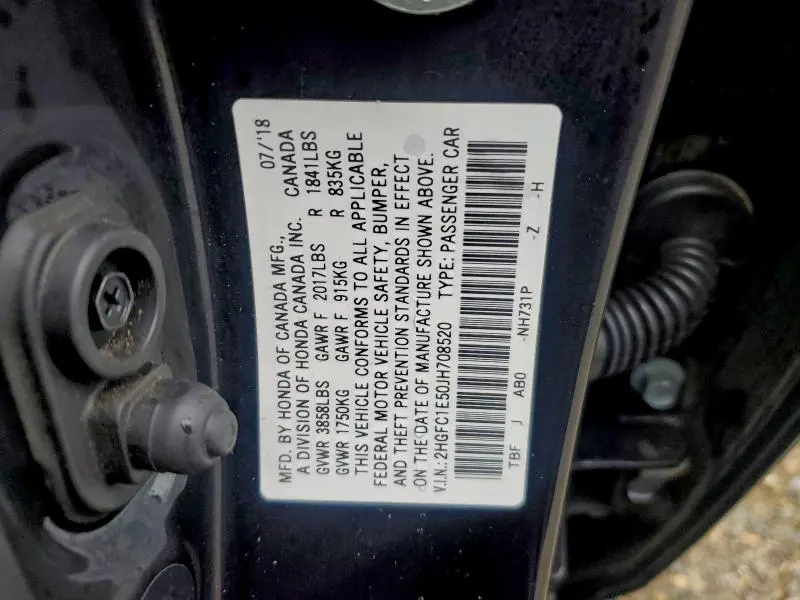 MFD. BY HONDA OF CANADA MFG., 07/'18
A DIVISION OF HONDA CANADA INC. CANADA
GVWR 3858LBS GAWR F 2017LBS R 1841LBS
GVWR 1750KG GAWR F 915KG R 835KG
THIS VEHICLE CONFORMS TO ALL APPLICABLE
FEDERAL MOTOR VEHICLE SAFETY, BUMPER,
AND THEFT PREVENTION STANDARDS IN EFFECT
ON THE DATE OF MANUFACTURE SHOWN ABOVE.
V.I.N.:2HGFC1E50JH708520 TYPE: PASSENGER CAR
TBF J AB0 -NH731P -Z -H